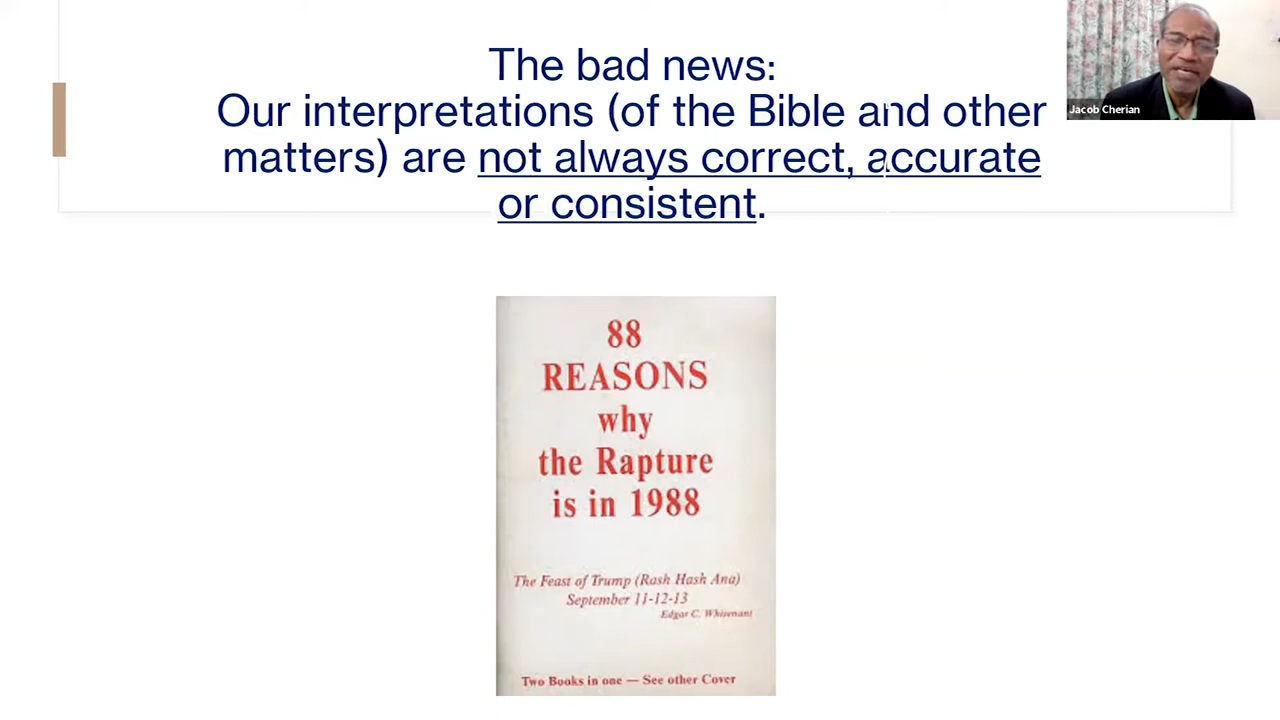 The bad news:
Our interpretations (of the Bible and other
matters) are not always correct, accurate
or consistent.
Jacob Cherian
88
REASONS
why
the Rapture
is in 1988
The Feast of Trump (Rash Hash Ana)
September 11-12-13
Edgar C. Whisenant
Two Books in one — See other Cover